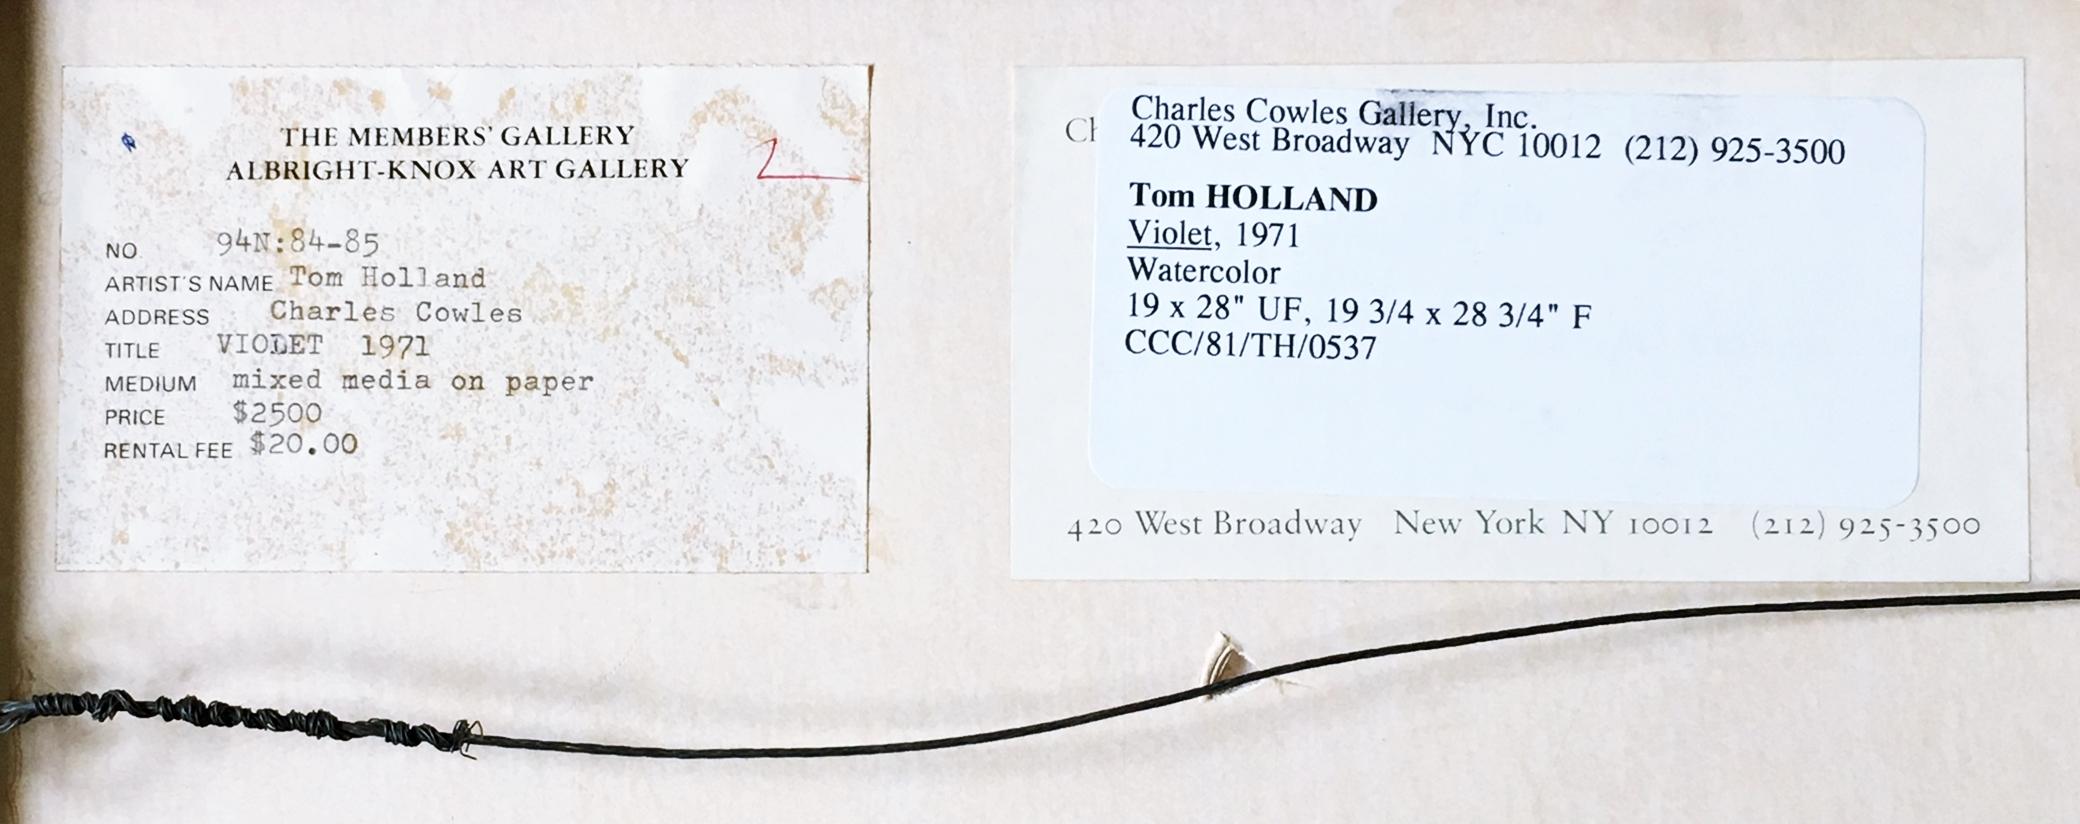 THE MEMBERS' GALLERY
ALBRIGHT-KNOX ART GALLERY
NO. 94N:84-85
ARTIST'S NAME Tom Holland
ADDRESS Charles Cowles
TITLE VIOLET 1971
MEDIUM mixed media on paper
PRICE $2500
RENTAL FEE $20.00
Charles Cowles Gallery, Inc.
420 West Broadway NYC 10012 (212) 925-3500
Tom HOLLAND
Violet, 1971
Watercolor
19 x 28" UF, 19 3/4 x 28 3/4" F
CCC/81/TH/0537
420 West Broadway New York NY 10012 (212) 925-3500